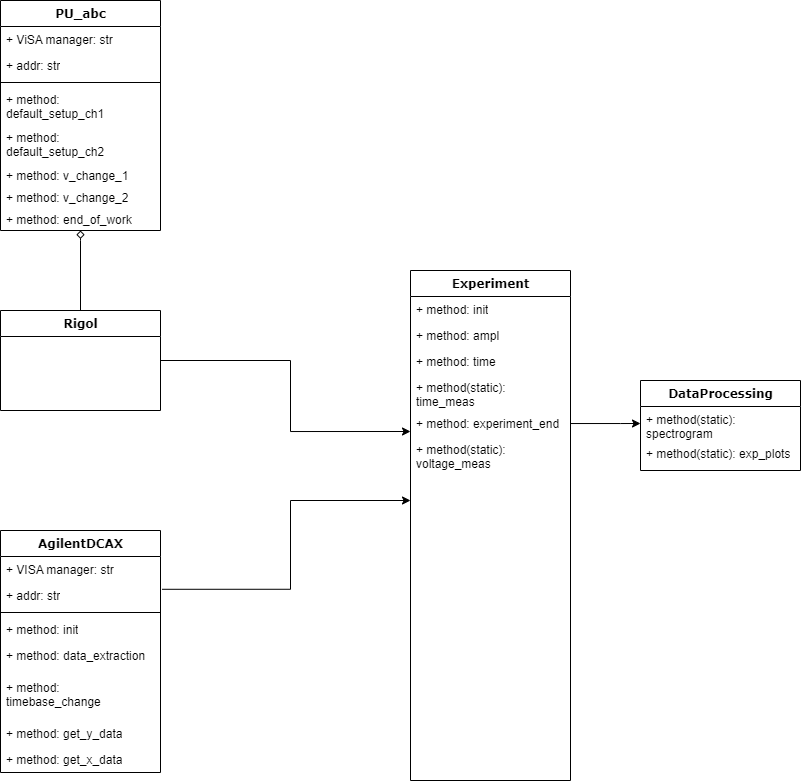 PU_abc
+ ViSA manager: str
+ addr: str
+ method:
default_setup_ch1
+ method:
default_setup_ch2
+ method: v_change_1
+ method: v_change_2
+ method: end_of_work
Rigol
AgilentDCAX
+ VISA manager: str
+ addr: str
+ method: init
+ method: data_extraction
+ method:
timebase_change
+ method: get_y_data
+ method: get_x_data
Experiment
+ method: init
+ method: ampl
+ method: time
+ method(static):
time_meas
+ method: experiment_end
+ method(static):
voltage_meas
DataProcessing
+ method(static):
spectrogram
+ method(static): exp_plots